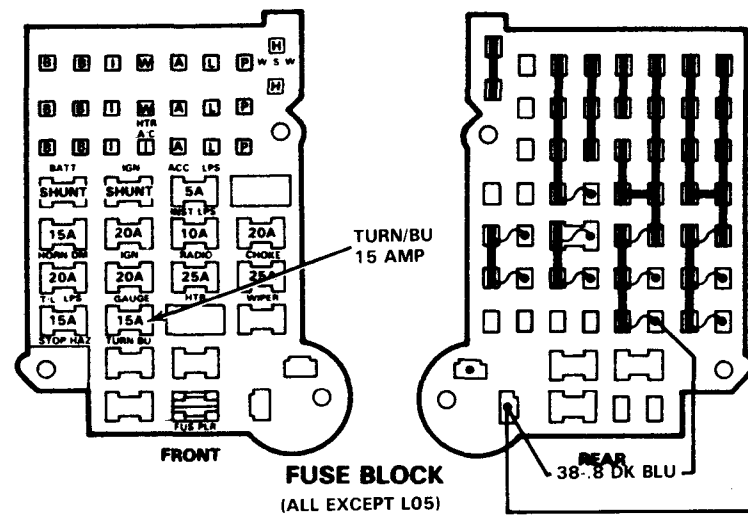 H
W S W
B B I W A L P
H
B B I W A L P
HTR
A/C
B B I I A L P
BATT IGN ACC LPS
SHUNT SHUNT 5A
INST LPS
15A 20A 10A 20A
HORN DM IGN RADIO CHOKE
20A 20A 25A 25A
T/L LPS GAUGE HTR WIPER
15A 15A
STOP HAZ TURN BU
FUS PLR
FRONT
TURN/BU
15 AMP
REAR
38-.8 DK BLU
FUSE BLOCK
(ALL EXCEPT L05)